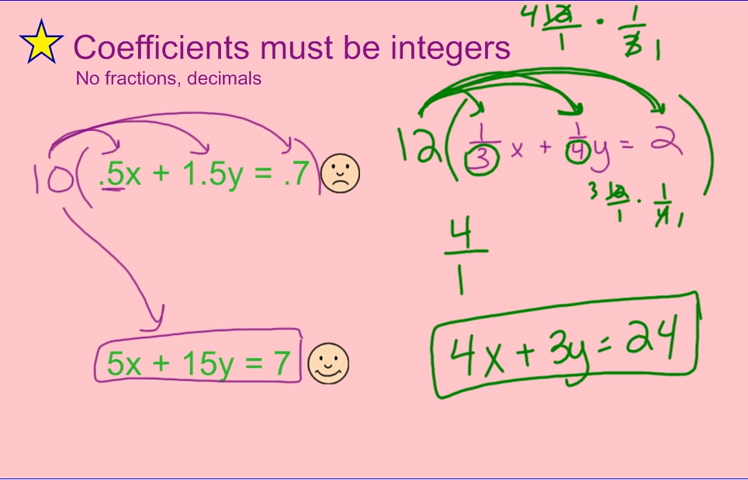 Coefficients must be integers
No fractions, decimals
10(.5x + 1.5y = .7)
5x + 15y = 7
4 12/1 · 1/3 1
12(1/3 x + 1/4 y = 2)
3 12/1 · 1/4 1
4/1
4x + 3y = 24